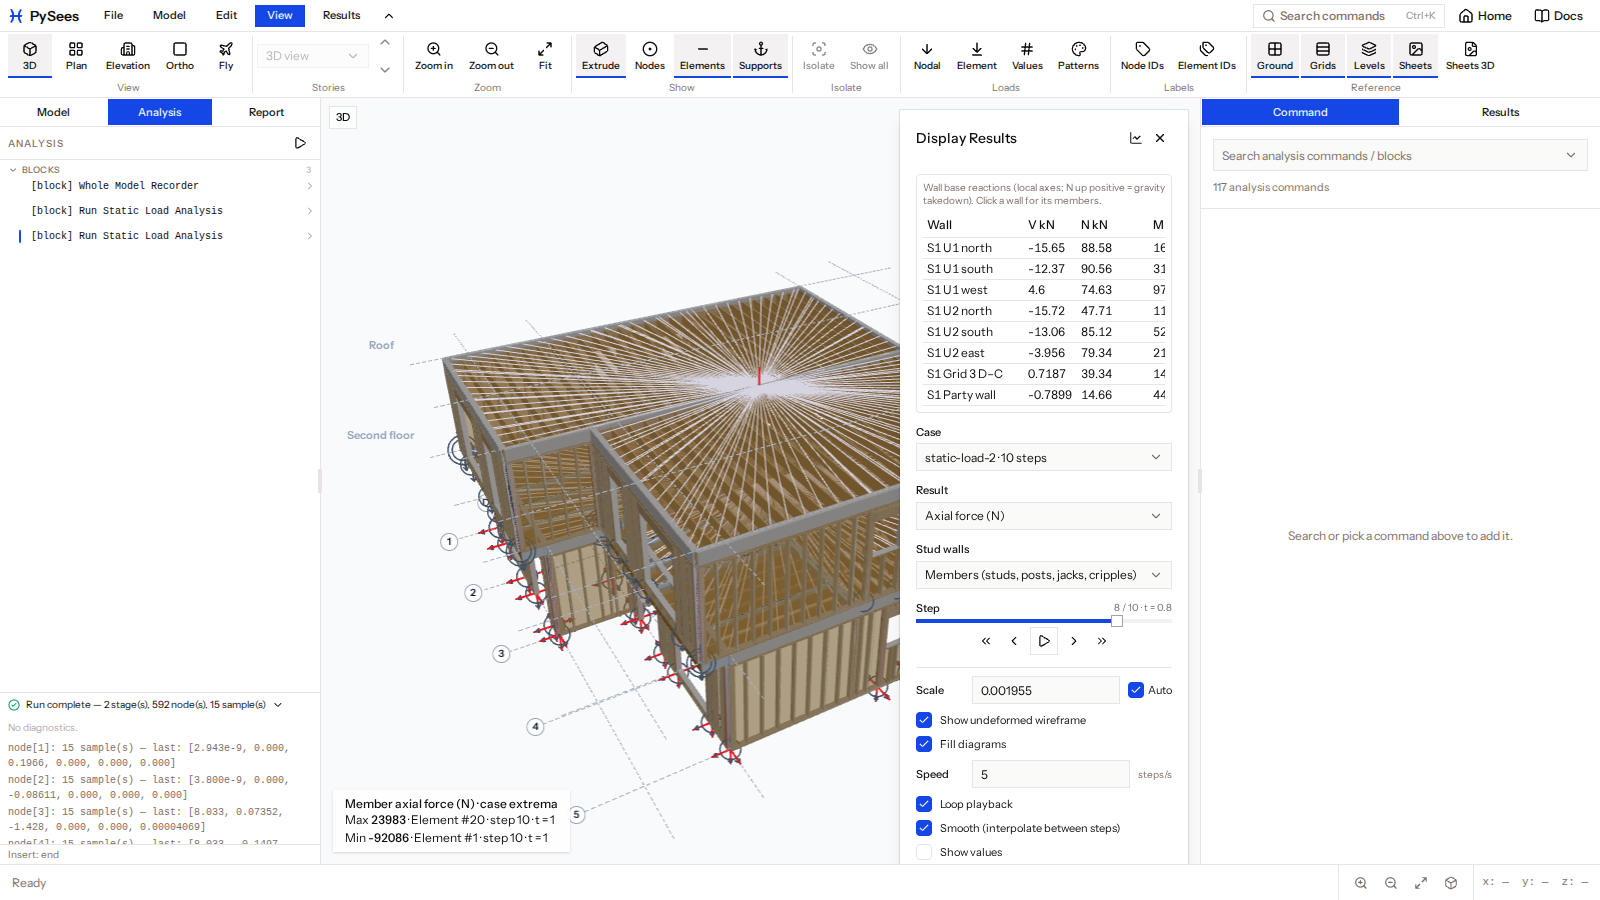 PySees
File
Model
Edit
View
Results
Search commands
Ctrl+K
Home
Docs
3D
Plan
Elevation
Ortho
Fly
View
3D view
Stories
Zoom in
Zoom out
Fit
Zoom
Extrude
Nodes
Elements
Supports
Show
Isolate
Show all
Isolate
Nodal
Element
Values
Patterns
Loads
Node IDs
Element IDs
Labels
Ground
Grids
Levels
Sheets
Sheets 3D
Reference
Model
Analysis
Report
ANALYSIS
BLOCKS
3
[block] Whole Model Recorder
[block] Run Static Load Analysis
[block] Run Static Load Analysis
Run complete — 2 stage(s), 592 node(s), 15 sample(s)
No diagnostics.
node[1]: 15 sample(s) — last: [2.943e-9, 0.000,
0.1966, 0.000, 0.000, 0.000]
node[2]: 15 sample(s) — last: [3.800e-9, 0.000,
-0.08611, 0.000, 0.000, 0.000]
node[3]: 15 sample(s) — last: [8.033, 0.07352,
-1.428, 0.000, 0.000, 0.00004069]
Insert: end
3D
Roof
Second floor
1
2
3
4
5
Member axial force (N) · case extrema
Max 23983 · Element #20 · step 10 · t = 1
Min -92086 · Element #1 · step 10 · t = 1
Display Results
Wall base reactions (local axes; N up positive = gravity
takedown). Click a wall for its members.
Wall V kN N kN M
S1 U1 north -15.65 88.58 16
S1 U1 south -12.37 90.56 31
S1 U1 west 4.6 74.63 97
S1 U2 north -15.72 47.71 11
S1 U2 south -13.06 85.12 52
S1 U2 east -3.956 79.34 21
S1 Grid 3 D–C 0.7187 39.34 14
S1 Party wall -0.7899 14.66 44
Case
static-load-2 · 10 steps
Result
Axial force (N)
Stud walls
Members (studs, posts, jacks, cripples)
Step
8 / 10 · t = 0.8
Scale
0.001955
Auto
Show undeformed wireframe
Fill diagrams
Speed
5
steps/s
Loop playback
Smooth (interpolate between steps)
Show values
Command
Results
Search analysis commands / blocks
117 analysis commands
Search or pick a command above to add it.
Ready
x: — y: — z: —